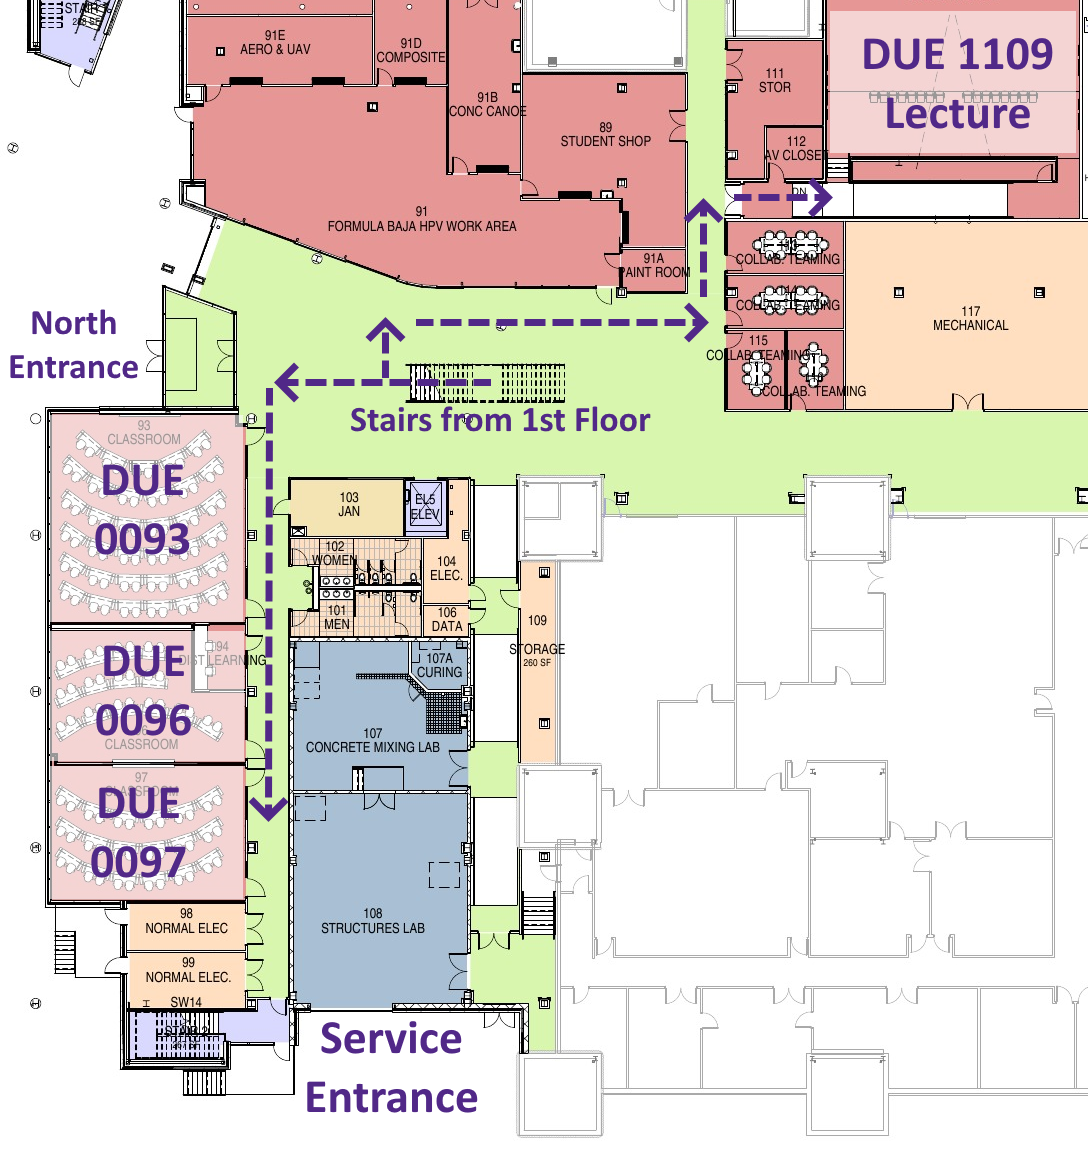 STAIR
91E
AERO & UAV
91D
COMPOSITE
91B
CONC CANOE
89
STUDENT SHOP
111
STOR
DUE 1109
Lecture
112
AV CLOSET
DN
91
FORMULA BAJA HPV WORK AREA
91A
PAINT ROOM
COLLAB. TEAMING
COLLAB. TEAMING
115
COLLAB. TEAMING
COLLAB. TEAMING
117
MECHANICAL
North
Entrance
Stairs from 1st Floor
93
CLASSROOM
DUE
0093
103
JAN
EL5
ELEV
102
WOMEN
104
ELEC.
101
MEN
106
DATA
109
STORAGE
260 SF
94
DIST LEARNING
DUE
0096
CLASSROOM
107A
CURING
107
CONCRETE MIXING LAB
97
CLASSROOM
DUE
0097
108
STRUCTURES LAB
98
NORMAL ELEC
99
NORMAL ELEC.
SW14
STAIR 2
Service
Entrance